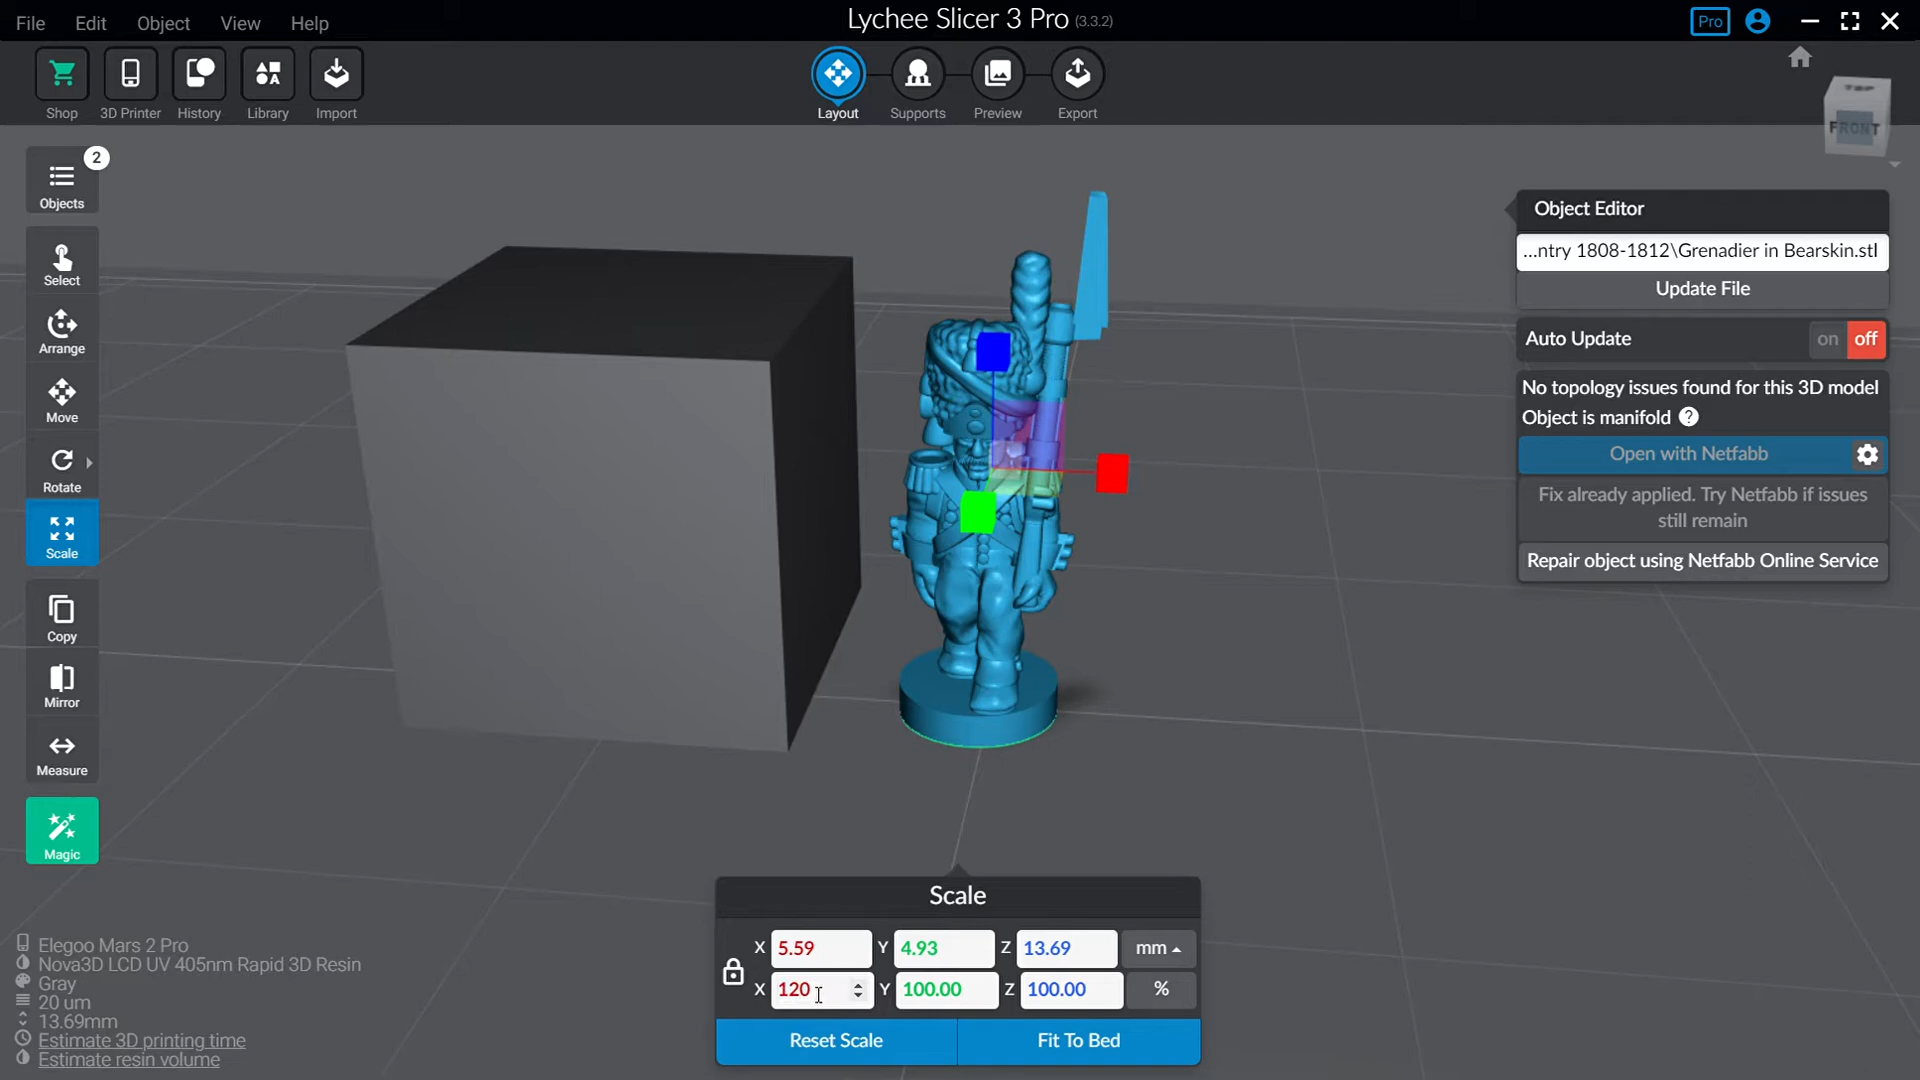 File Edit Object View Help
Lychee Slicer 3 Pro (3.3.2)
Pro
Shop 3D Printer History Library Import
Layout Supports Preview Export
TOP
FRONT
2
Objects
Select
Arrange
Move
Rotate
Scale
Copy
Mirror
Measure
Magic
Object Editor
...ntry 1808-1812\Grenadier in Bearskin.stl
Update File
Auto Update on off
No topology issues found for this 3D model
Object is manifold ?
Open with Netfabb
Fix already applied. Try Netfabb if issues
still remain
Repair object using Netfabb Online Service
Scale
X 5.59 Y 4.93 Z 13.69 mm
X 120 Y 100.00 Z 100.00 %
Reset Scale Fit To Bed
Elegoo Mars 2 Pro
Nova3D LCD UV 405nm Rapid 3D Resin
Gray
20 um
13.69mm
Estimate 3D printing time
Estimate resin volume